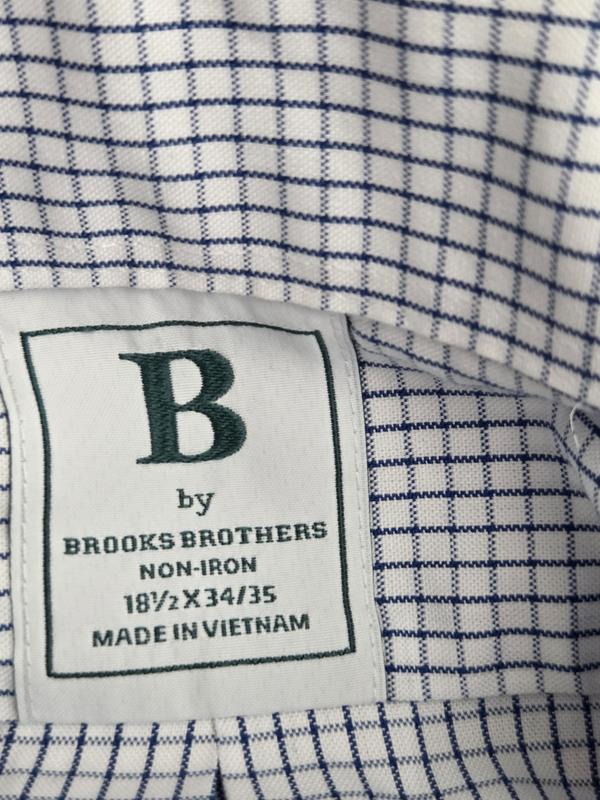 B
by
BROOKS BROTHERS
NON-IRON
18½ X 34/35
MADE IN VIETNAM